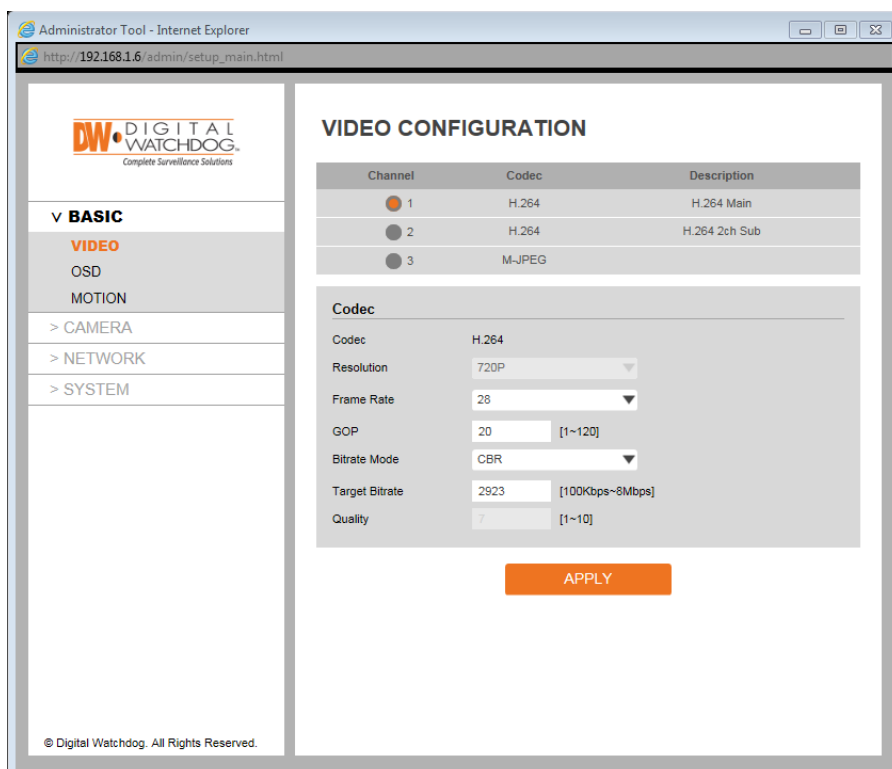 Administrator Tool - Internet Explorer
http://192.168.1.6/admin/setup_main.html
DW DIGITAL
WATCHDOG™
Complete Surveillance Solutions
V BASIC
VIDEO
OSD
MOTION
> CAMERA
> NETWORK
> SYSTEM
© Digital Watchdog. All Rights Reserved.
VIDEO CONFIGURATION
Channel Codec Description
1 H.264 H.264 Main
2 H.264 H.264 2ch Sub
3 M-JPEG
Codec
Codec H.264
Resolution 720P
Frame Rate 28
GOP 20 [1~120]
Bitrate Mode CBR
Target Bitrate 2923 [100Kbps~8Mbps]
Quality 7 [1~10]
APPLY